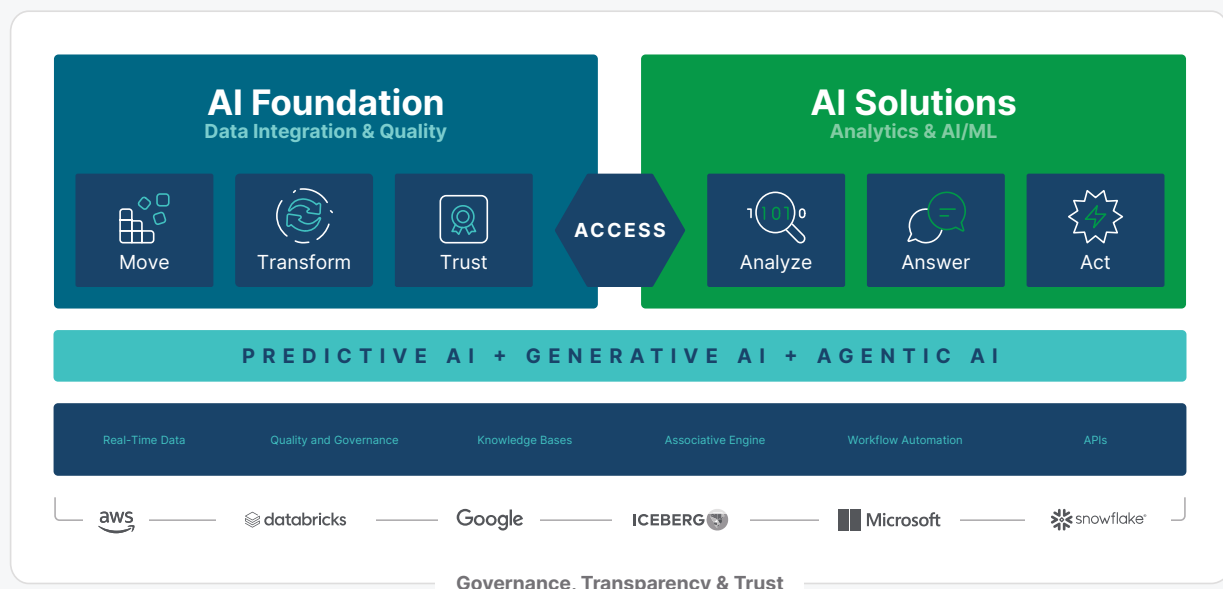 AI Foundation
Data Integration & Quality
Move
Transform
Trust
ACCESS
AI Solutions
Analytics & AI/ML
101
Analyze
Answer
Act
PREDICTIVE AI + GENERATIVE AI + AGENTIC AI
Real-Time Data
Quality and Governance
Knowledge Bases
Associative Engine
Workflow Automation
APIs
aws
databricks
Google
ICEBERG
Microsoft
snowflake
Governance, Transparency & Trust